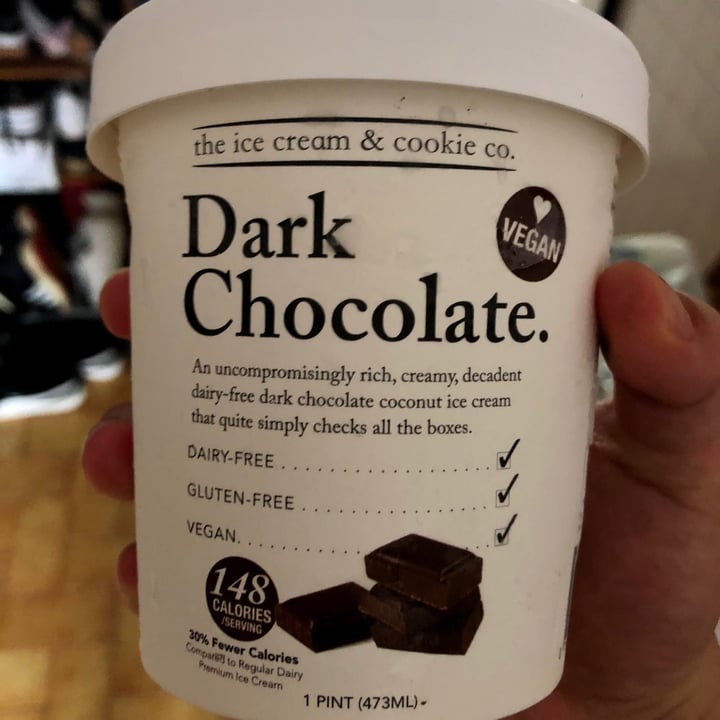 the ice cream & cookie co.
Dark
Chocolate.
VEGAN
An uncompromisingly rich, creamy, decadent
dairy-free dark chocolate coconut ice cream
that quite simply checks all the boxes.
DAIRY-FREE
GLUTEN-FREE
VEGAN
148
CALORIES
/SERVING
30% Fewer Calories
Compared to Regular Dairy
Premium Ice Cream
1 PINT (473ML)